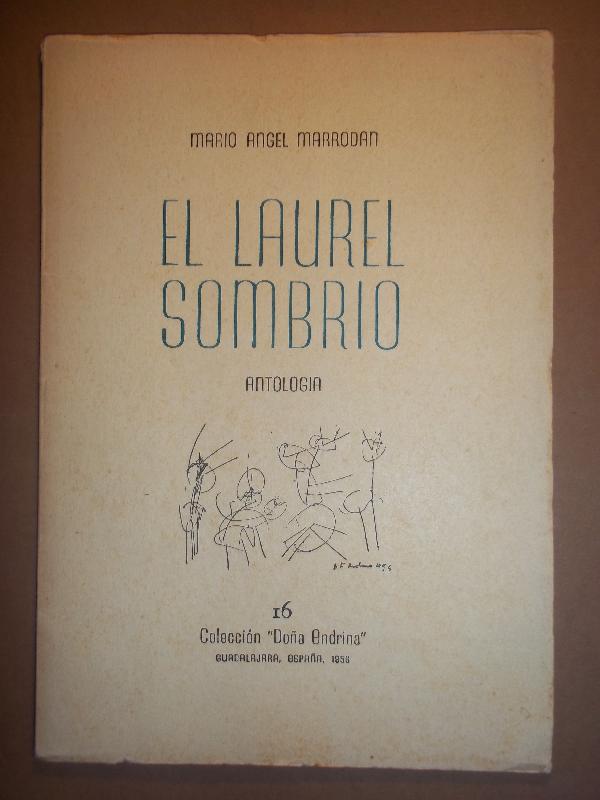 MARIO ANGEL MARRODAN
EL LAUREL
SOMBRIO
ANTOLOGIA
16
Colección "Doña Endrina"
GUADALAJARA, ESPAÑA, 1956